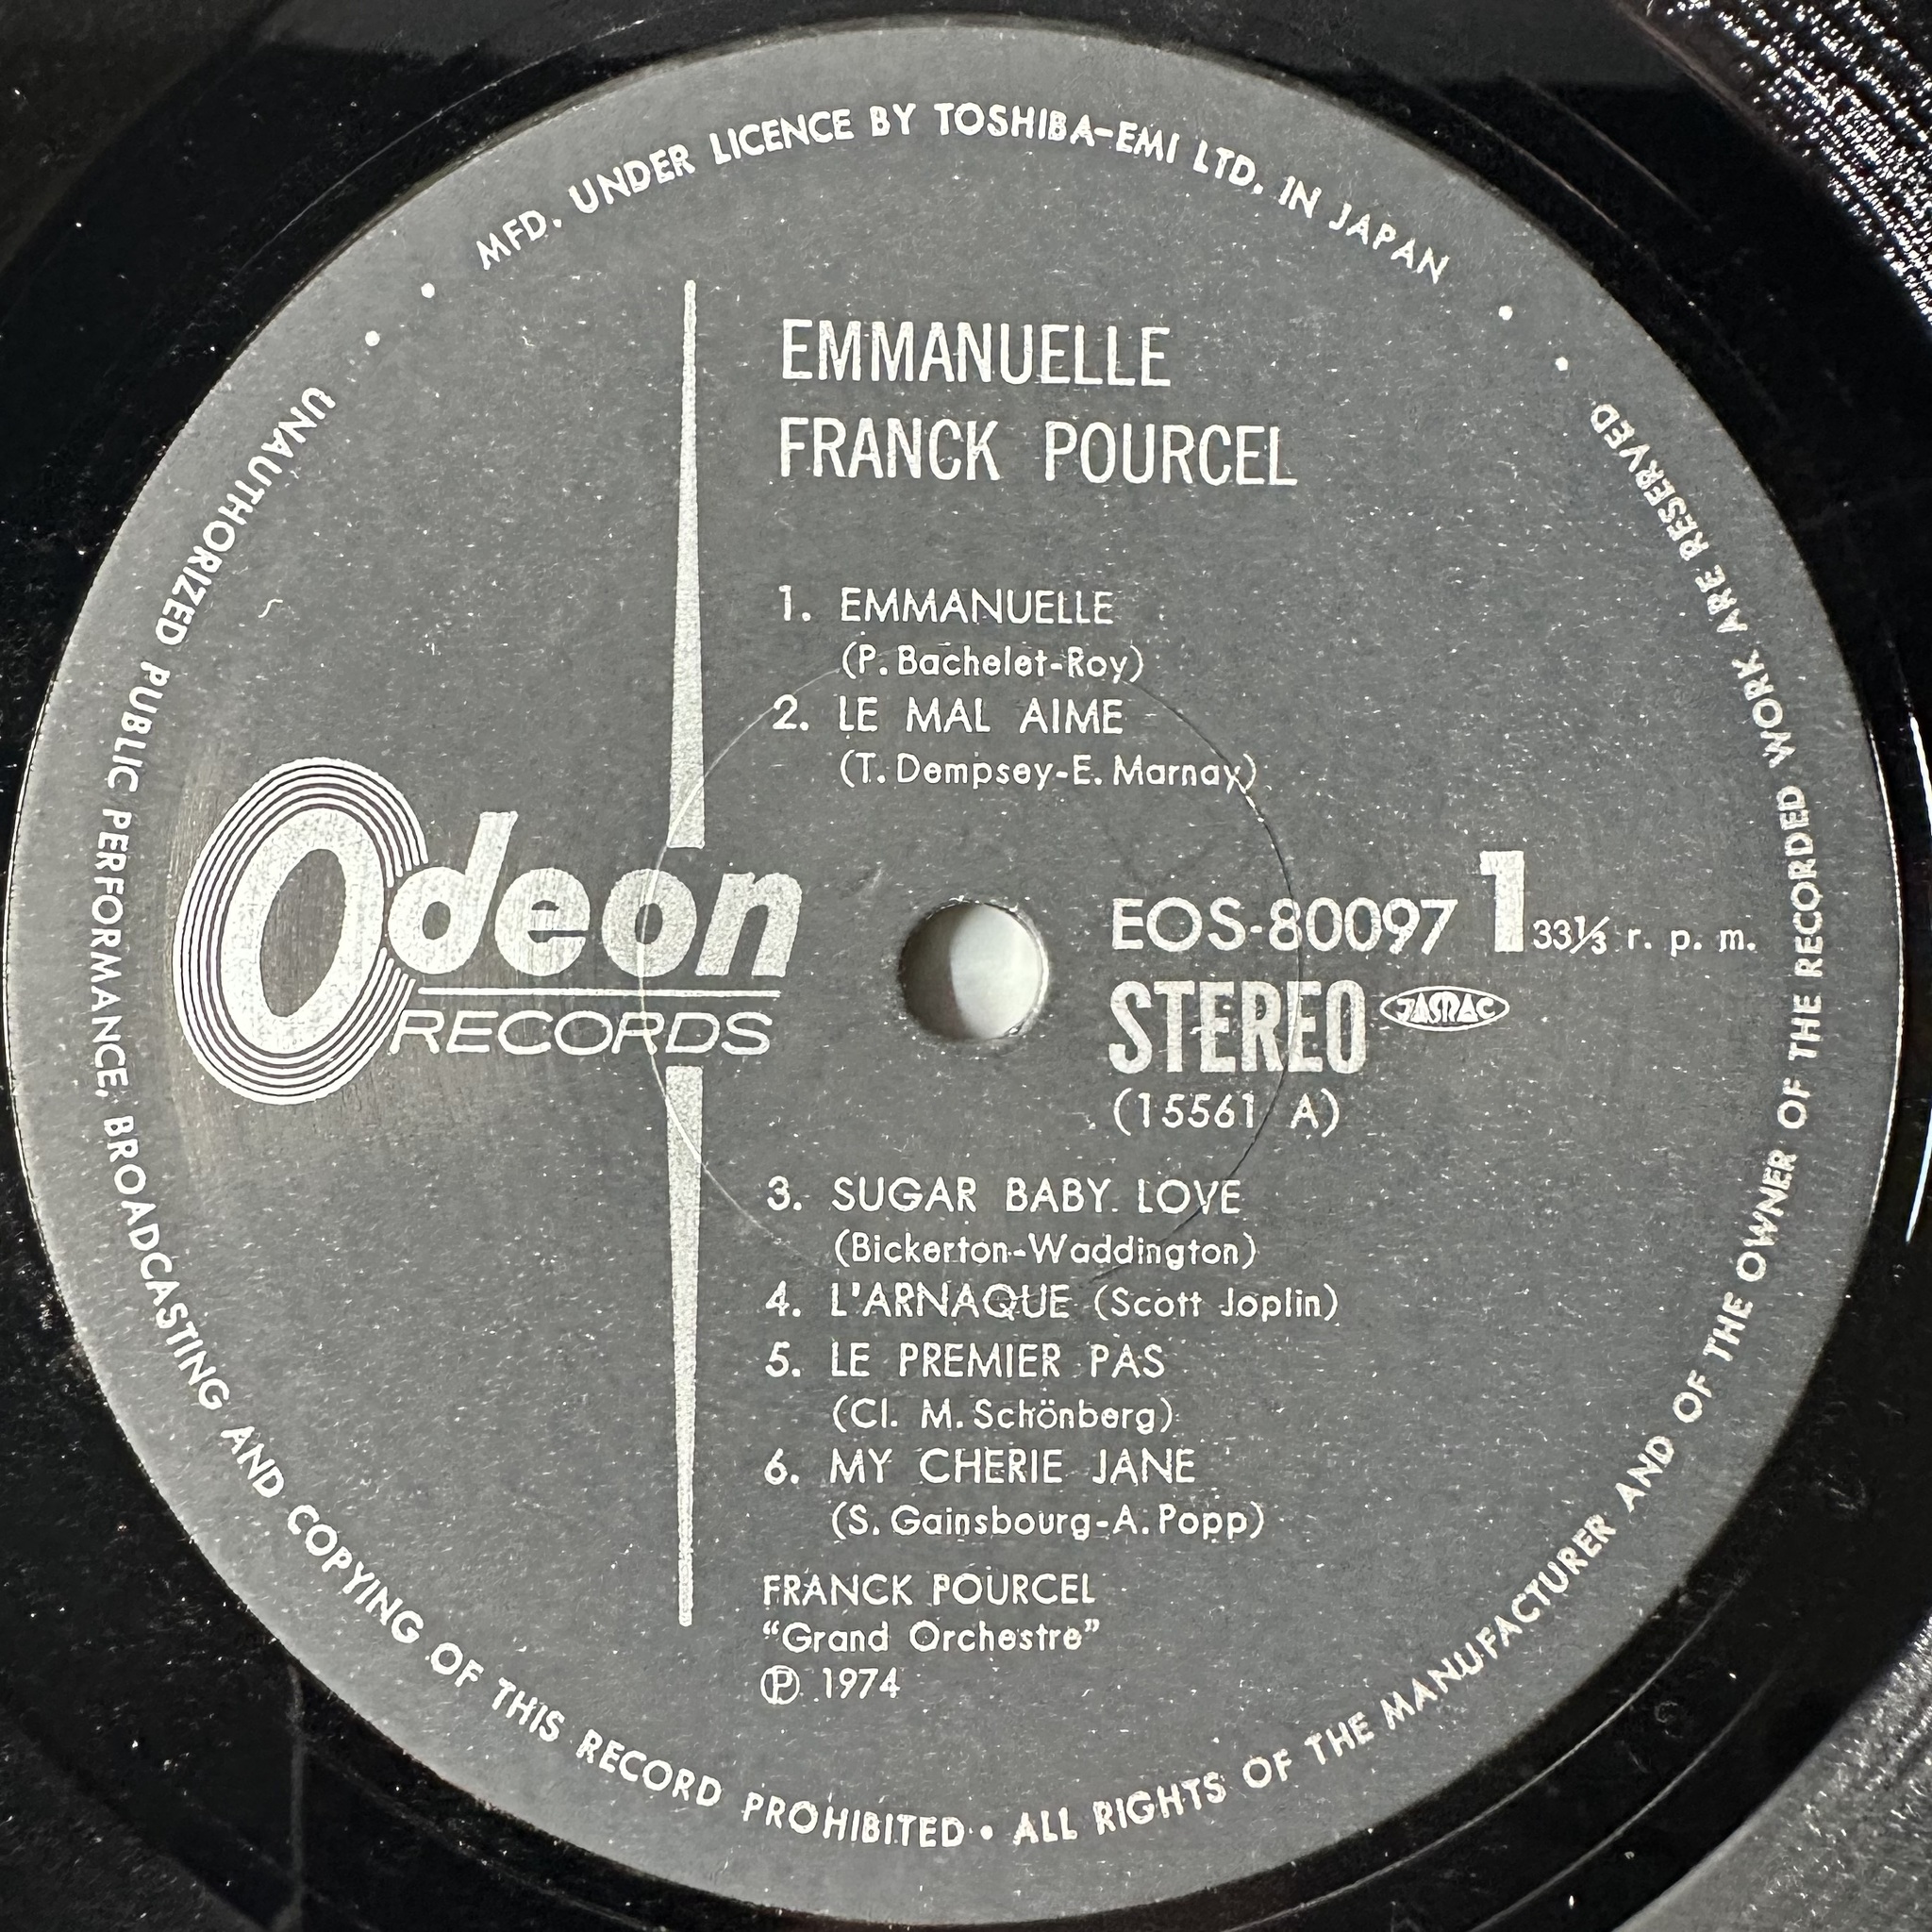 MFD. UNDER LICENCE BY TOSHIBA-EMI LTD. IN JAPAN
EMMANUELLE
FRANCK POURCEL
1. EMMANUELLE
(P. Bachelet-Roy)
2. LE MAL AIME
(T. Dempsey-E. Marnay)
Odeon
RECORDS
EOS-80097 1 33⅓ r. p. m.
STEREO JASRAC
(15561 A)
3. SUGAR BABY LOVE
(Bickerton-Waddington)
4. L'ARNAQUE (Scott Joplin)
5. LE PREMIER PAS
(Cl. M. Schönberg)
6. MY CHERIE JANE
(S. Gainsbourg-A. Popp)
FRANCK POURCEL
“Grand Orchestre”
Ⓟ 1974
UNAUTHORIZED PUBLIC PERFORMANCE, BROADCASTING AND COPYING OF THIS RECORD PROHIBITED • ALL RIGHTS OF THE MANUFACTURER AND OF THE OWNER OF THE RECORDED WORK ARE RESERVED